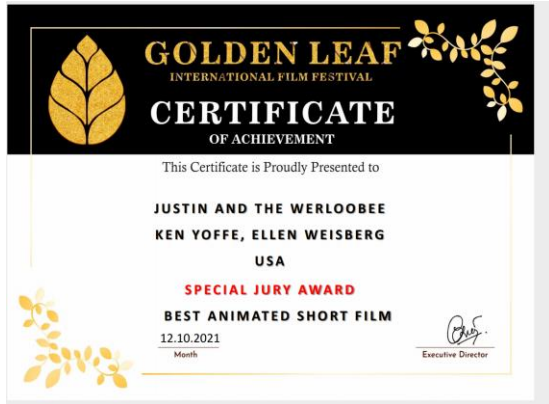 GOLDEN LEAF
INTERNATIONAL FILM FESTIVAL
CERTIFICATE
OF ACHIEVEMENT
This Certificate is Proudly Presented to
JUSTIN AND THE WERLOOBEE
KEN YOFFE, ELLEN WEISBERG
USA
SPECIAL JURY AWARD
BEST ANIMATED SHORT FILM
12.10.2021
Month
Executive Director